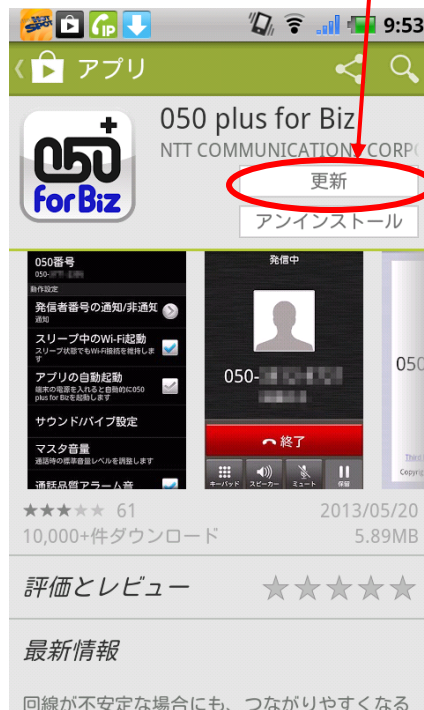 9:53
アプリ
050 plus for Biz
NTT COMMUNICATIONS CORP
更新
アンインストール
050 for Biz
050番号
050-
動作設定
発信者番号の通知/非通知
通知
スリープ中のWi-Fi起動
スリープ状態でもWi-Fi接続を維持しま
す
アプリの自動起動
端末の電源を入れると自動的に050
plus for Bizを起動します
サウンド/バイブ設定
マスタ音量
通話時の標準音量レベルを調整します
通話品質アラーム音
発信中
050-
終了
キーパッド
スピーカー
ミュート
保留
050
Third
Copyrig
61
2013/05/20
10,000+件ダウンロード
5.89MB
評価とレビュー
最新情報
回線が不安定な場合にも、つながりやすくなる